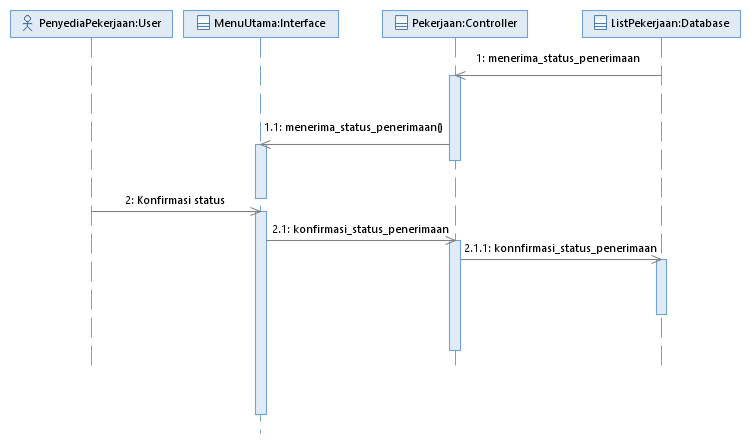 PenyediaPekerjaan:User
MenuUtama:Interface
Pekerjaan:Controller
ListPekerjaan:Database
1: menerima_status_penerimaan
1.1: menerima_status_penerimaan()
2: Konfirmasi status
2.1: konfirmasi_status_penerimaan
2.1.1: konnfirmasi_status_penerimaan